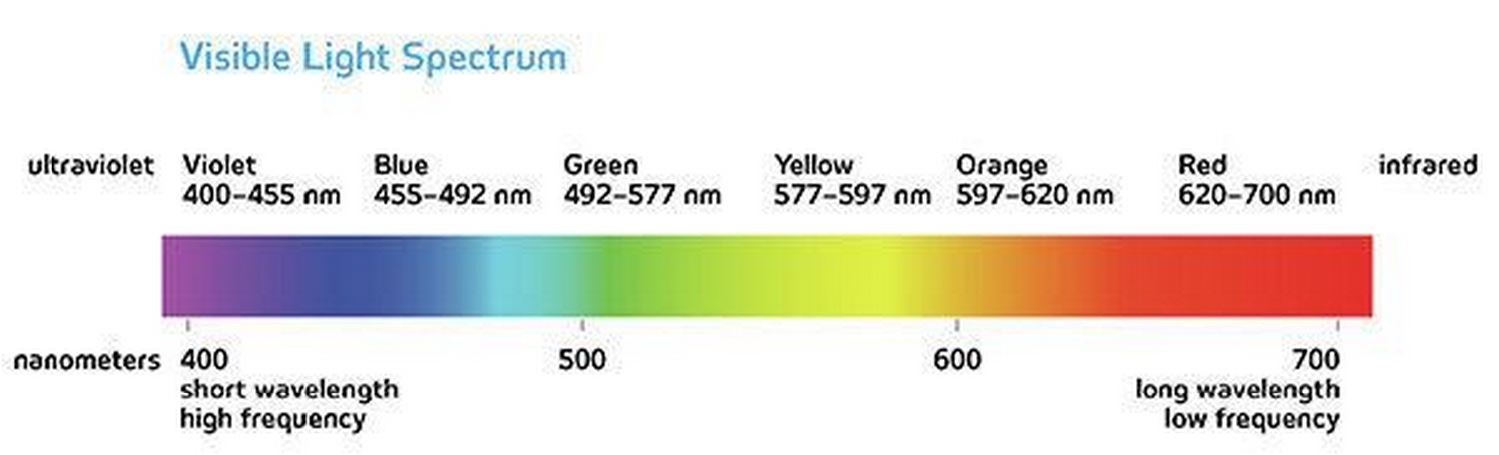 Visible Light Spectrum
ultraviolet Violet Blue Green Yellow Orange Red infrared
400–455 nm 455–492 nm 492–577 nm 577–597 nm 597–620 nm 620–700 nm
nanometers 400 500 600 700
short wavelength long wavelength
high frequency low frequency